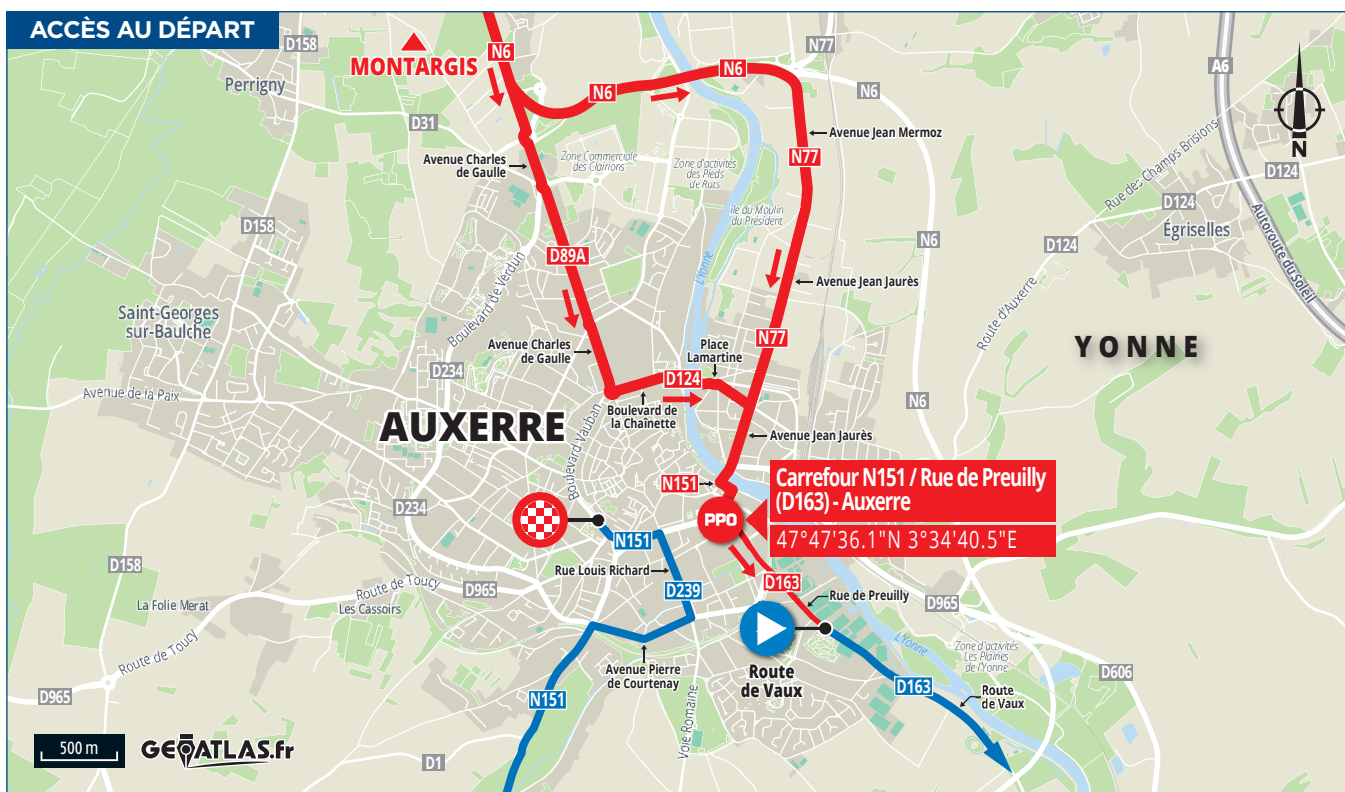 ACCÈS AU DÉPART
D158
N6
MONTARGIS
N77
A6
Perrigny
N6
N6
N6
D31
Avenue Jean Mermoz
Rue des Champs Brisions
N
Avenue Charles
de Gaulle
Zone Commerciale
des Clairions
Zone d'activités
des Pieds
de Rats
N77
D124
D124
île du Moulin
du Président
D158
Boulevard de Verdun
D89A
L'Yonne
N6
D124
Égriselles
Autoroute du Soleil
Saint-Georges
sur-Baulche
Avenue Jean Jaurès
Route d'Auxerre
Avenue Charles
de Gaulle
Place
Lamartine
N77
YONNE
D234
D124
Avenue de la Paix
Boulevard de
la Chaînette
N6
AUXERRE
Boulevard Vauban
Avenue Jean Jaurès
N151
Carrefour N151 / Rue de Preuilly
(D163) - Auxerre
47°47'36.1"N 3°34'40.5"E
D234
PPO
N151
D158
Rue Louis Richard
D163
Route de Toucy
D965
D239
Rue de Preuilly
D965
La Folie Merat
Les Cassoirs
L'Yonne
Route de Toucy
Zone d'activités
Les Plaines
de l'Yonne
Avenue Pierre
de Courtenay
Route
de Vaux
D606
D965
N151
D163
Route
de Vaux
Voie Romaine
500 m
GEOATLAS.fr
D1